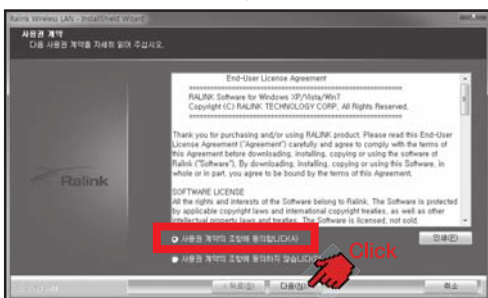 Ralink Wireless LAN - InstallShield Wizard
사용권 계약
다음 사용권 계약을 자세히 읽어 주십시오.
End-User License Agreement
RALINK Software for Windows XP/Vista/Win7
Copyright (C) RALINK TECHNOLOGY CORP. All Rights Reserved.
Thank you for purchasing and/or using RALINK product. Please read this End-User
License Agreement ("Agreement") carefully and agree to comply with the terms of
this Agreement before downloading, installing, copying or using the software of
Ralink ("Software"). By downloading, installing, copying or using this Software, in
whole or in part, you agree to be bound by the terms of this Agreement.
SOFTWARE LICENSE
All the rights and interests of the Software belong to Ralink. The Software is protected
by applicable copyright laws and international copyright treaties, as well as other
intellectual property laws and treaties. The Software is licensed, not sold.
Ralink
사용권 계약의 조항에 동의합니다(A)
인쇄(P)
Click
사용권 계약의 조항에 동의하지 않습니다
InstallShield
< 뒤로(B)
다음(N)
취소